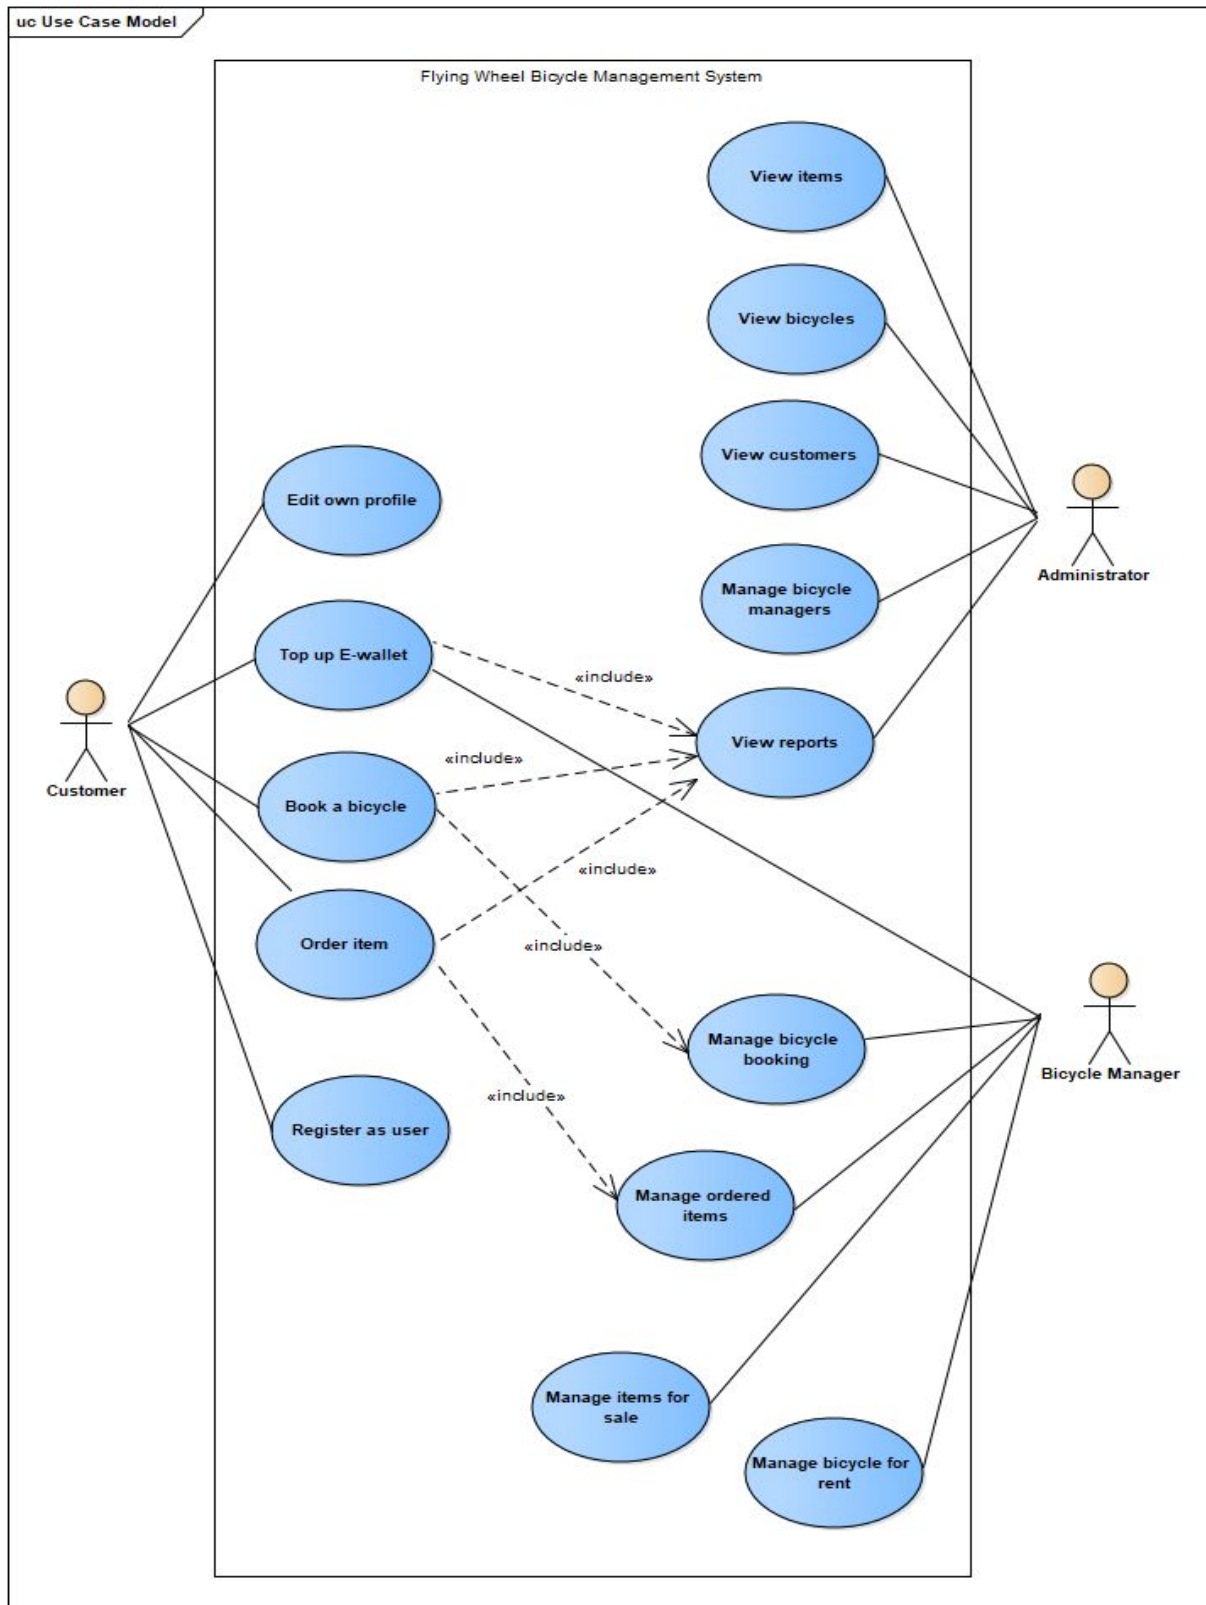 uc Use Case Model
Flying Wheel Bicycle Management System
View items
View bicycles
View customers
Edit own profile
Administrator
Manage bicycle
managers
Top up E-wallet
«include»
View reports
Customer
«include»
Book a bicycle
«include»
Order item
«include»
Manage bicycle
booking
Bicycle Manager
«include»
Register as user
Manage ordered
items
Manage items for
sale
Manage bicycle for
rent